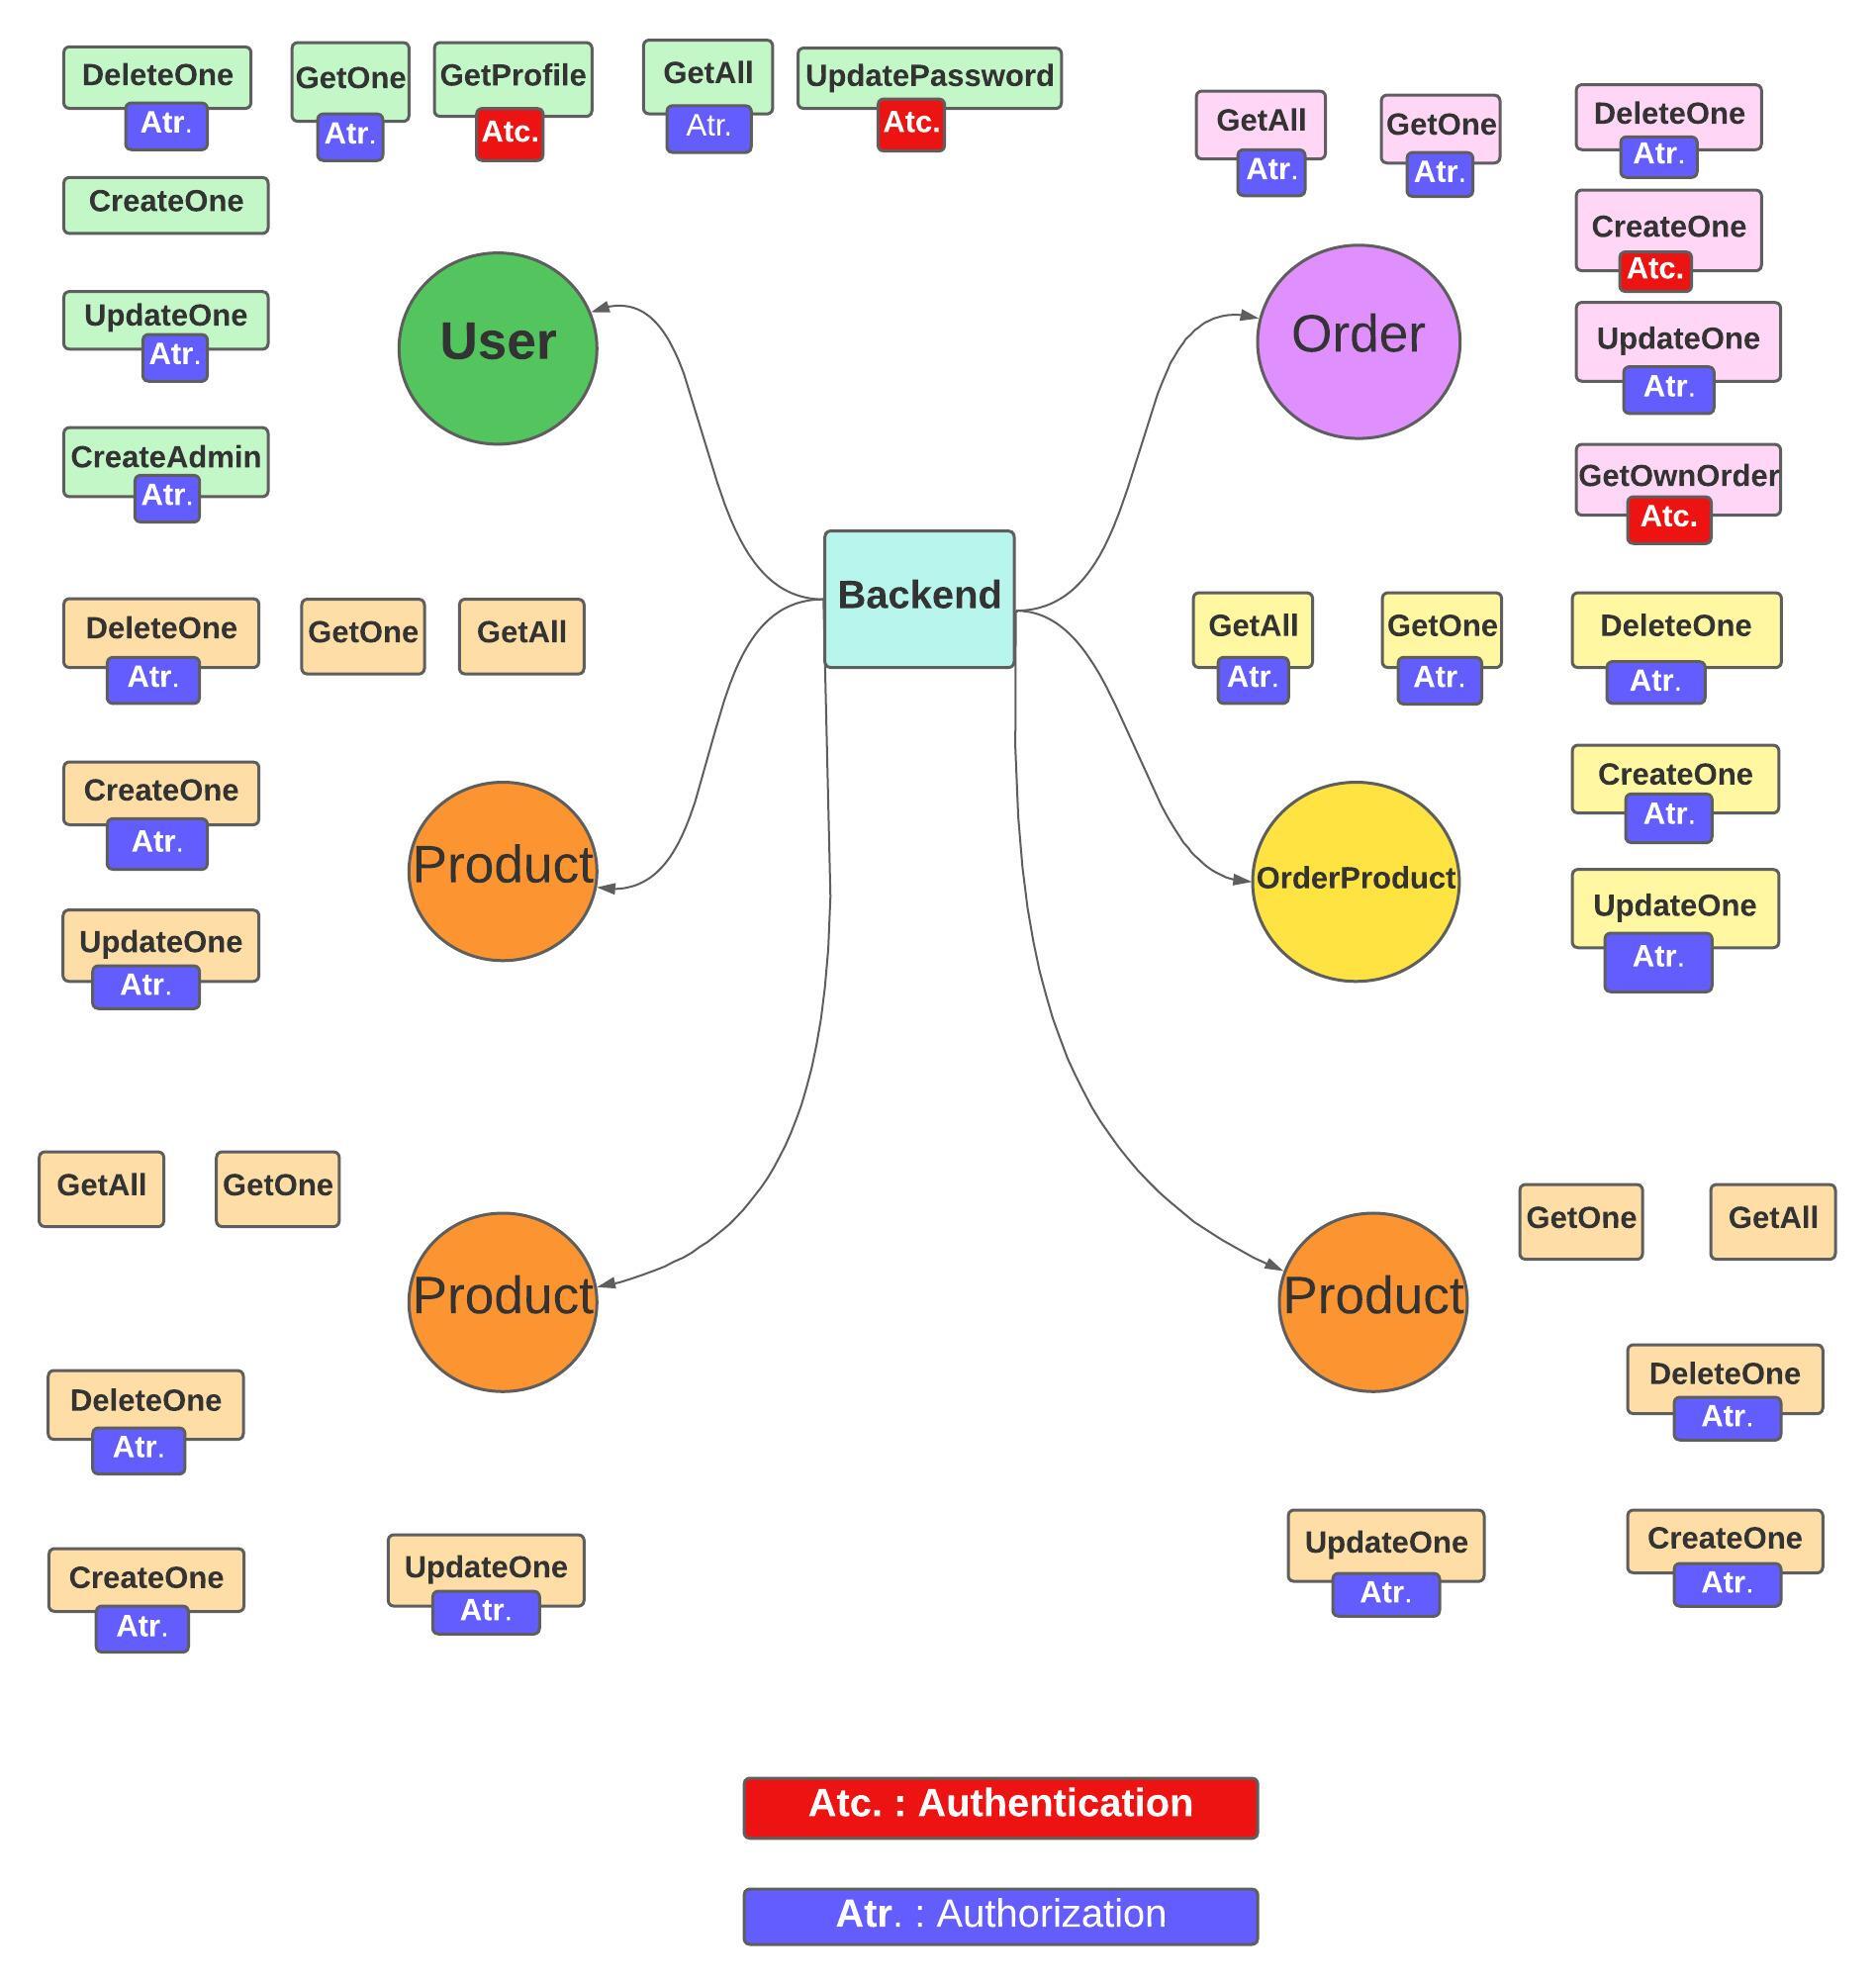 DeleteOne
Atr.
GetOne
Atr.
GetProfile
Atc.
GetAll
Atr.
UpdatePassword
Atc.
CreateOne
UpdateOne
Atr.
CreateAdmin
Atr.
User
GetAll
Atr.
GetOne
Atr.
DeleteOne
Atr.
CreateOne
Atc.
UpdateOne
Atr.
GetOwnOrder
Atc.
Order
Backend
DeleteOne
Atr.
GetOne
GetAll
CreateOne
Atr.
UpdateOne
Atr.
Product
GetAll
Atr.
GetOne
Atr.
DeleteOne
Atr.
CreateOne
Atr.
UpdateOne
Atr.
OrderProduct
GetAll
GetOne
Product
DeleteOne
Atr.
CreateOne
Atr.
UpdateOne
Atr.
Product
GetOne
GetAll
DeleteOne
Atr.
UpdateOne
Atr.
CreateOne
Atr.
Atc. : Authentication
Atr. : Authorization